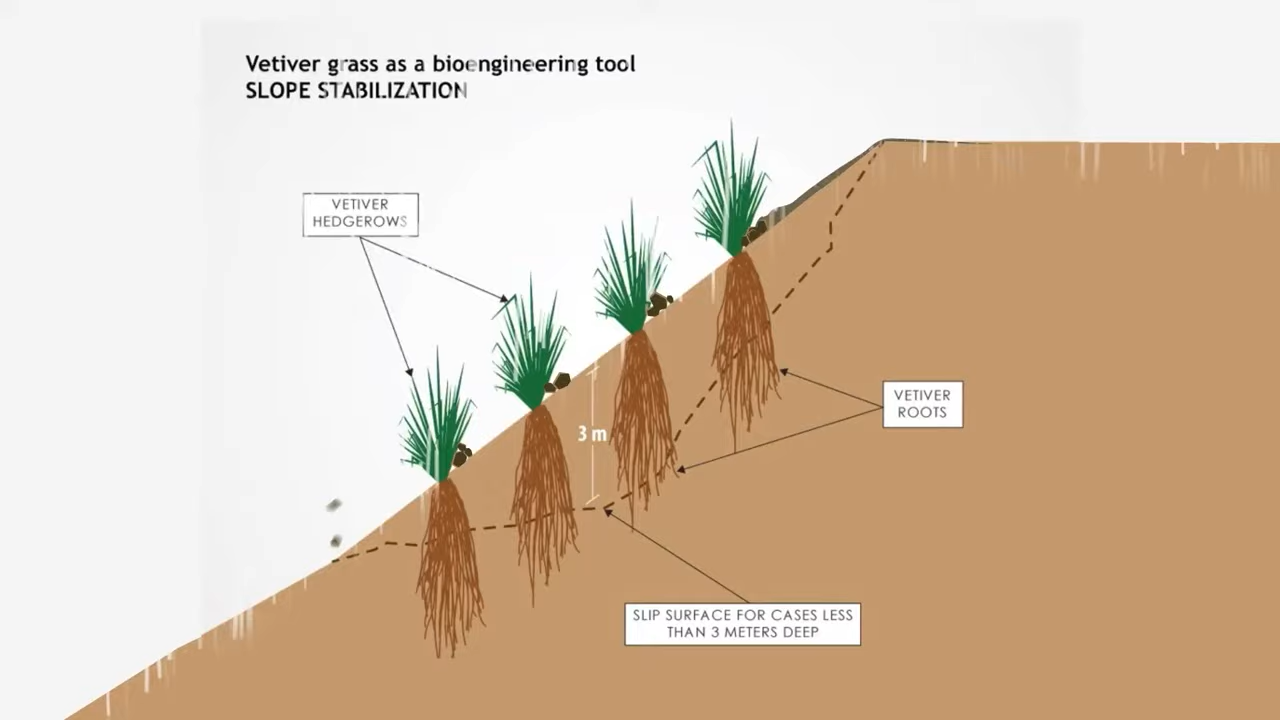 Vetiver grass as a bioengineering tool
SLOPE STABILIZATION
VETIVER
HEDGEROWS
3 m
VETIVER
ROOTS
SLIP SURFACE FOR CASES LESS
THAN 3 METERS DEEP